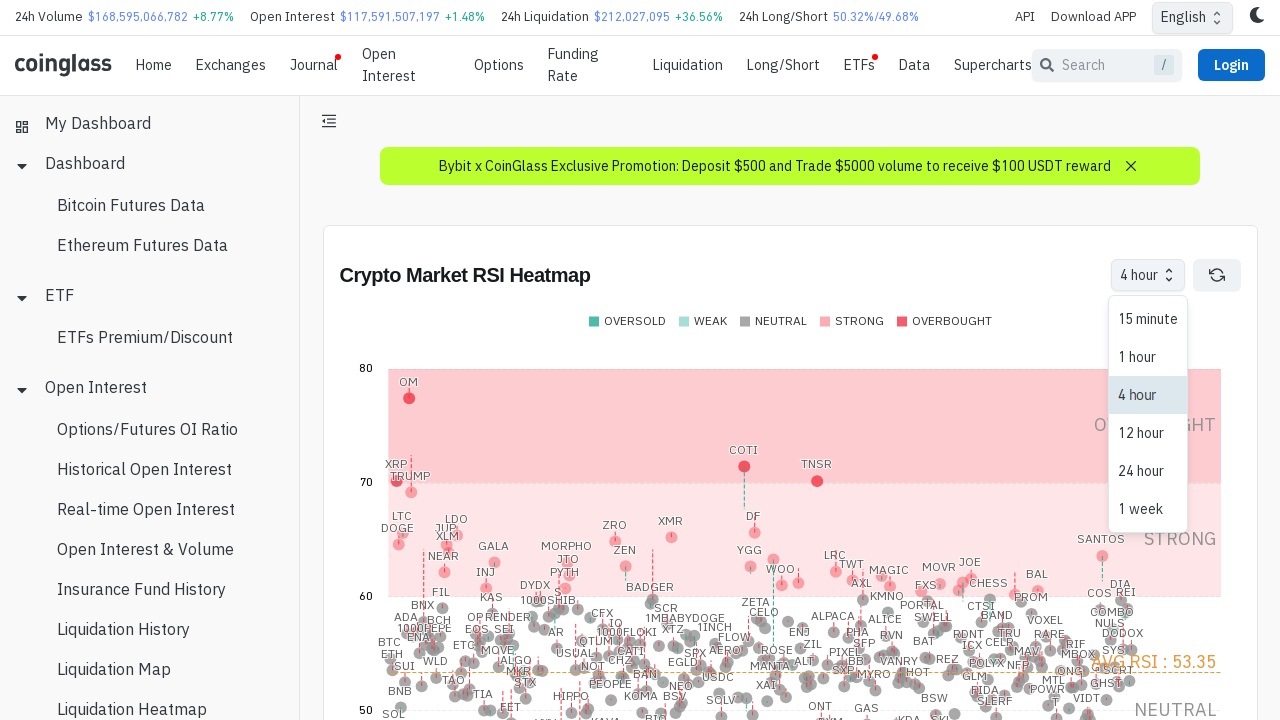 24h Volume $168,595,066,782 +8.77% Open Interest $117,591,507,197 +1.48% 24h Liquidation $212,027,095 +36.56% 24h Long/Short 50.32%/49.68% API Download APP English
coinglass Home Exchanges Journal Open Interest Options Funding Rate Liquidation Long/Short ETFs Data Supercharts Search / Login
My Dashboard
Dashboard
Bitcoin Futures Data
Ethereum Futures Data
ETF
ETFs Premium/Discount
Open Interest
Options/Futures OI Ratio
Historical Open Interest
Real-time Open Interest
Open Interest & Volume
Insurance Fund History
Liquidation History
Liquidation Map
Liquidation Heatmap
Bybit x CoinGlass Exclusive Promotion: Deposit $500 and Trade $5000 volume to receive $100 USDT reward
Crypto Market RSI Heatmap
4 hour
15 minute
1 hour
4 hour
12 hour
24 hour
1 week
OVERSOLD WEAK NEUTRAL STRONG OVERBOUGHT
80
OM
COTI
XRP
TNSR
TRUMP
70
LTC
LDO
DF
DOGE
JUP
ZRO
XMR
XLM
SANTOS
STRONG
NEAR
GALA
MORPHO
ZEN
YGG
LRC
JTO
TWT
JOE
INJ
PYTH
WOO
MAGIC
MOVR
BAL
FIL
KAS
DYDX
BADGER
AXL
FXS
CHESS
DIA
60
BNX
1000SHIB
ZETA
KMNO
PROM
COS
REI
ADA
BCH
RENDER
CFX
SCR
CELO
ALPACA
PORTAL
CTSI
BAND
COMBO
1000PEPE
EOS
SEI
AR
IO
1000FLOKI
1MBABYDOGE
XTZ
1INCH
ENJ
PHA
ALICE
SWELL
VOXEL
NULS
BTC
ENA
ETC
OP
QTUM
FLOW
ZIL
SFP
RVN
BAT
RDNT
TRU
RARE
DODOX
ETH
MOVE
USUAL
CATI
AERO
ROSE
PIXEL
ICX
CELR
RIF
SUI
WLD
ALGO
NOT
CHZ
SPX
EGLD
MANTA
ALT
BB
VANRY
REZ
POLYX
MAV
MBOX
SYS
AVG RSI : 53.35
BNB
TAO
MKR
STX
PEOPLE
BAN
USDC
XAI
SXP
MYRO
HOT
GLM
NFP
ONG
SCRT
TIA
HIPPO
KOMA
NEO
BSV
SQLV
BSW
PIDA
POWR
MTL
GHST
SOL
FET
ONT
GAS
SLERF
T
VIDT
50
NEUTRAL